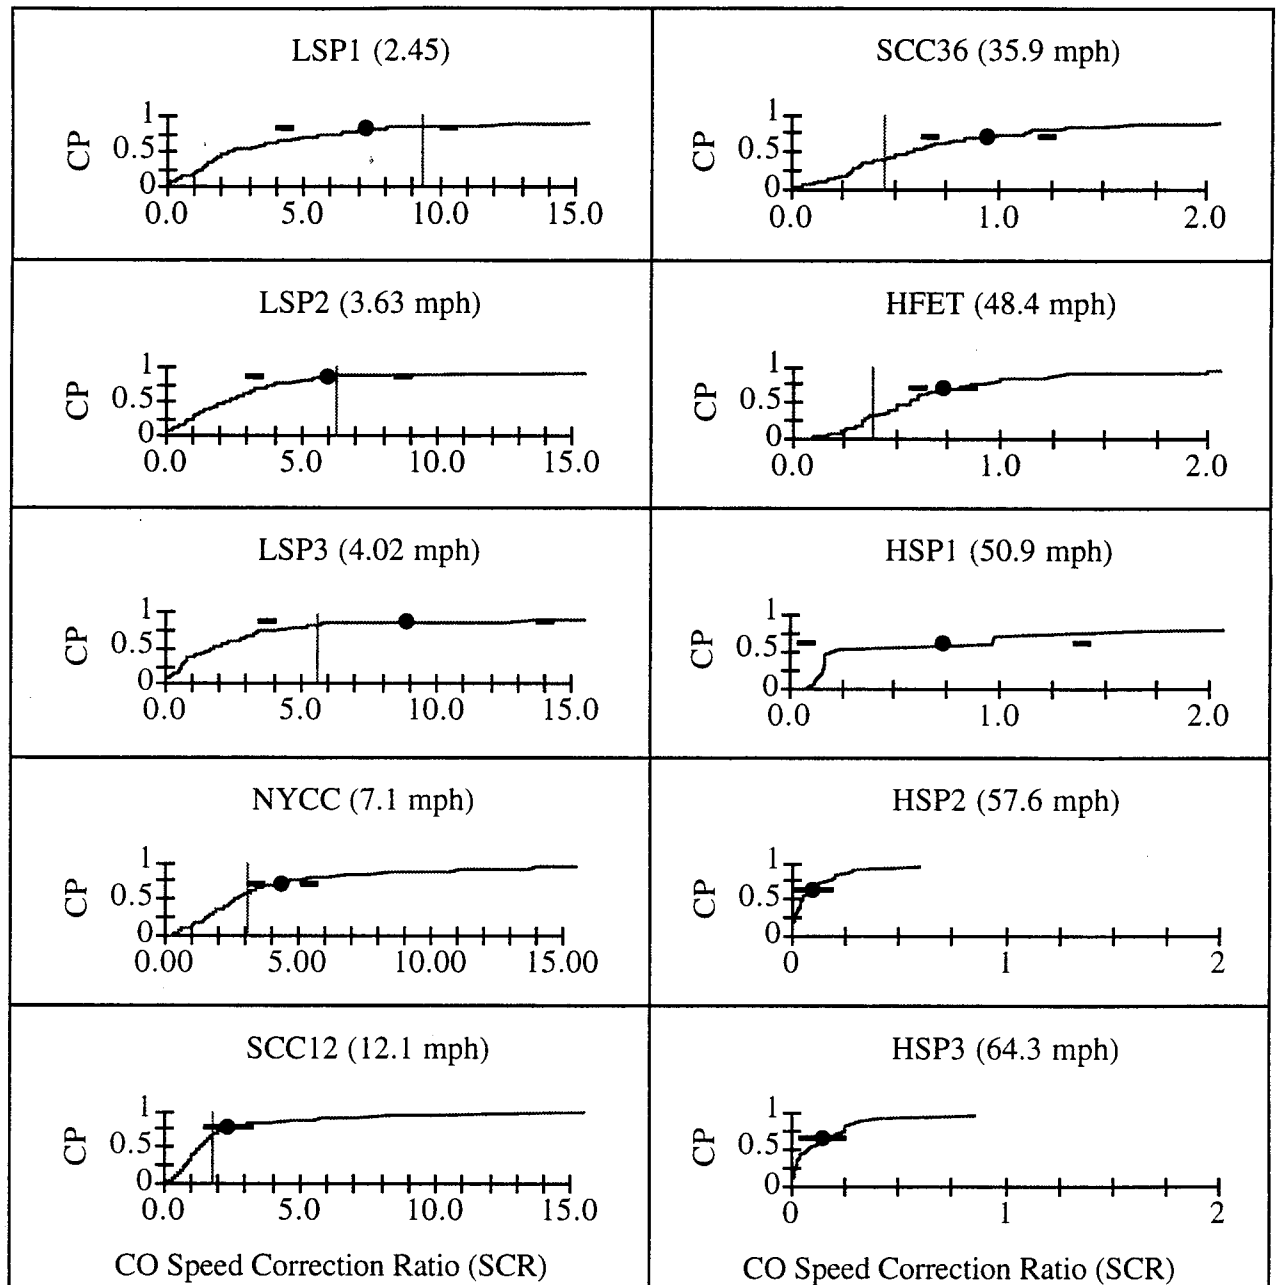 LSP1 (2.45)
CP
1
0.5
0
0.0 5.0 10.0 15.0
LSP2 (3.63 mph)
CP
1
0.5
0
0.0 5.0 10.0 15.0
LSP3 (4.02 mph)
CP
1
0.5
0
0.0 5.0 10.0 15.0
NYCC (7.1 mph)
CP
1
0.5
0
0.00 5.00 10.00 15.00
SCC12 (12.1 mph)
CP
1
0.5
0
0.0 5.0 10.0 15.0
CO Speed Correction Ratio (SCR)
SCC36 (35.9 mph)
CP
1
0.5
0
0.0 1.0 2.0
HFET (48.4 mph)
CP
1
0.5
0
0.0 1.0 2.0
HSP1 (50.9 mph)
CP
1
0.5
0
0.0 1.0 2.0
HSP2 (57.6 mph)
CP
1
0.5
0
0 1 2
HSP3 (64.3 mph)
CP
1
0.5
0
0 1 2
CO Speed Correction Ratio (SCR)